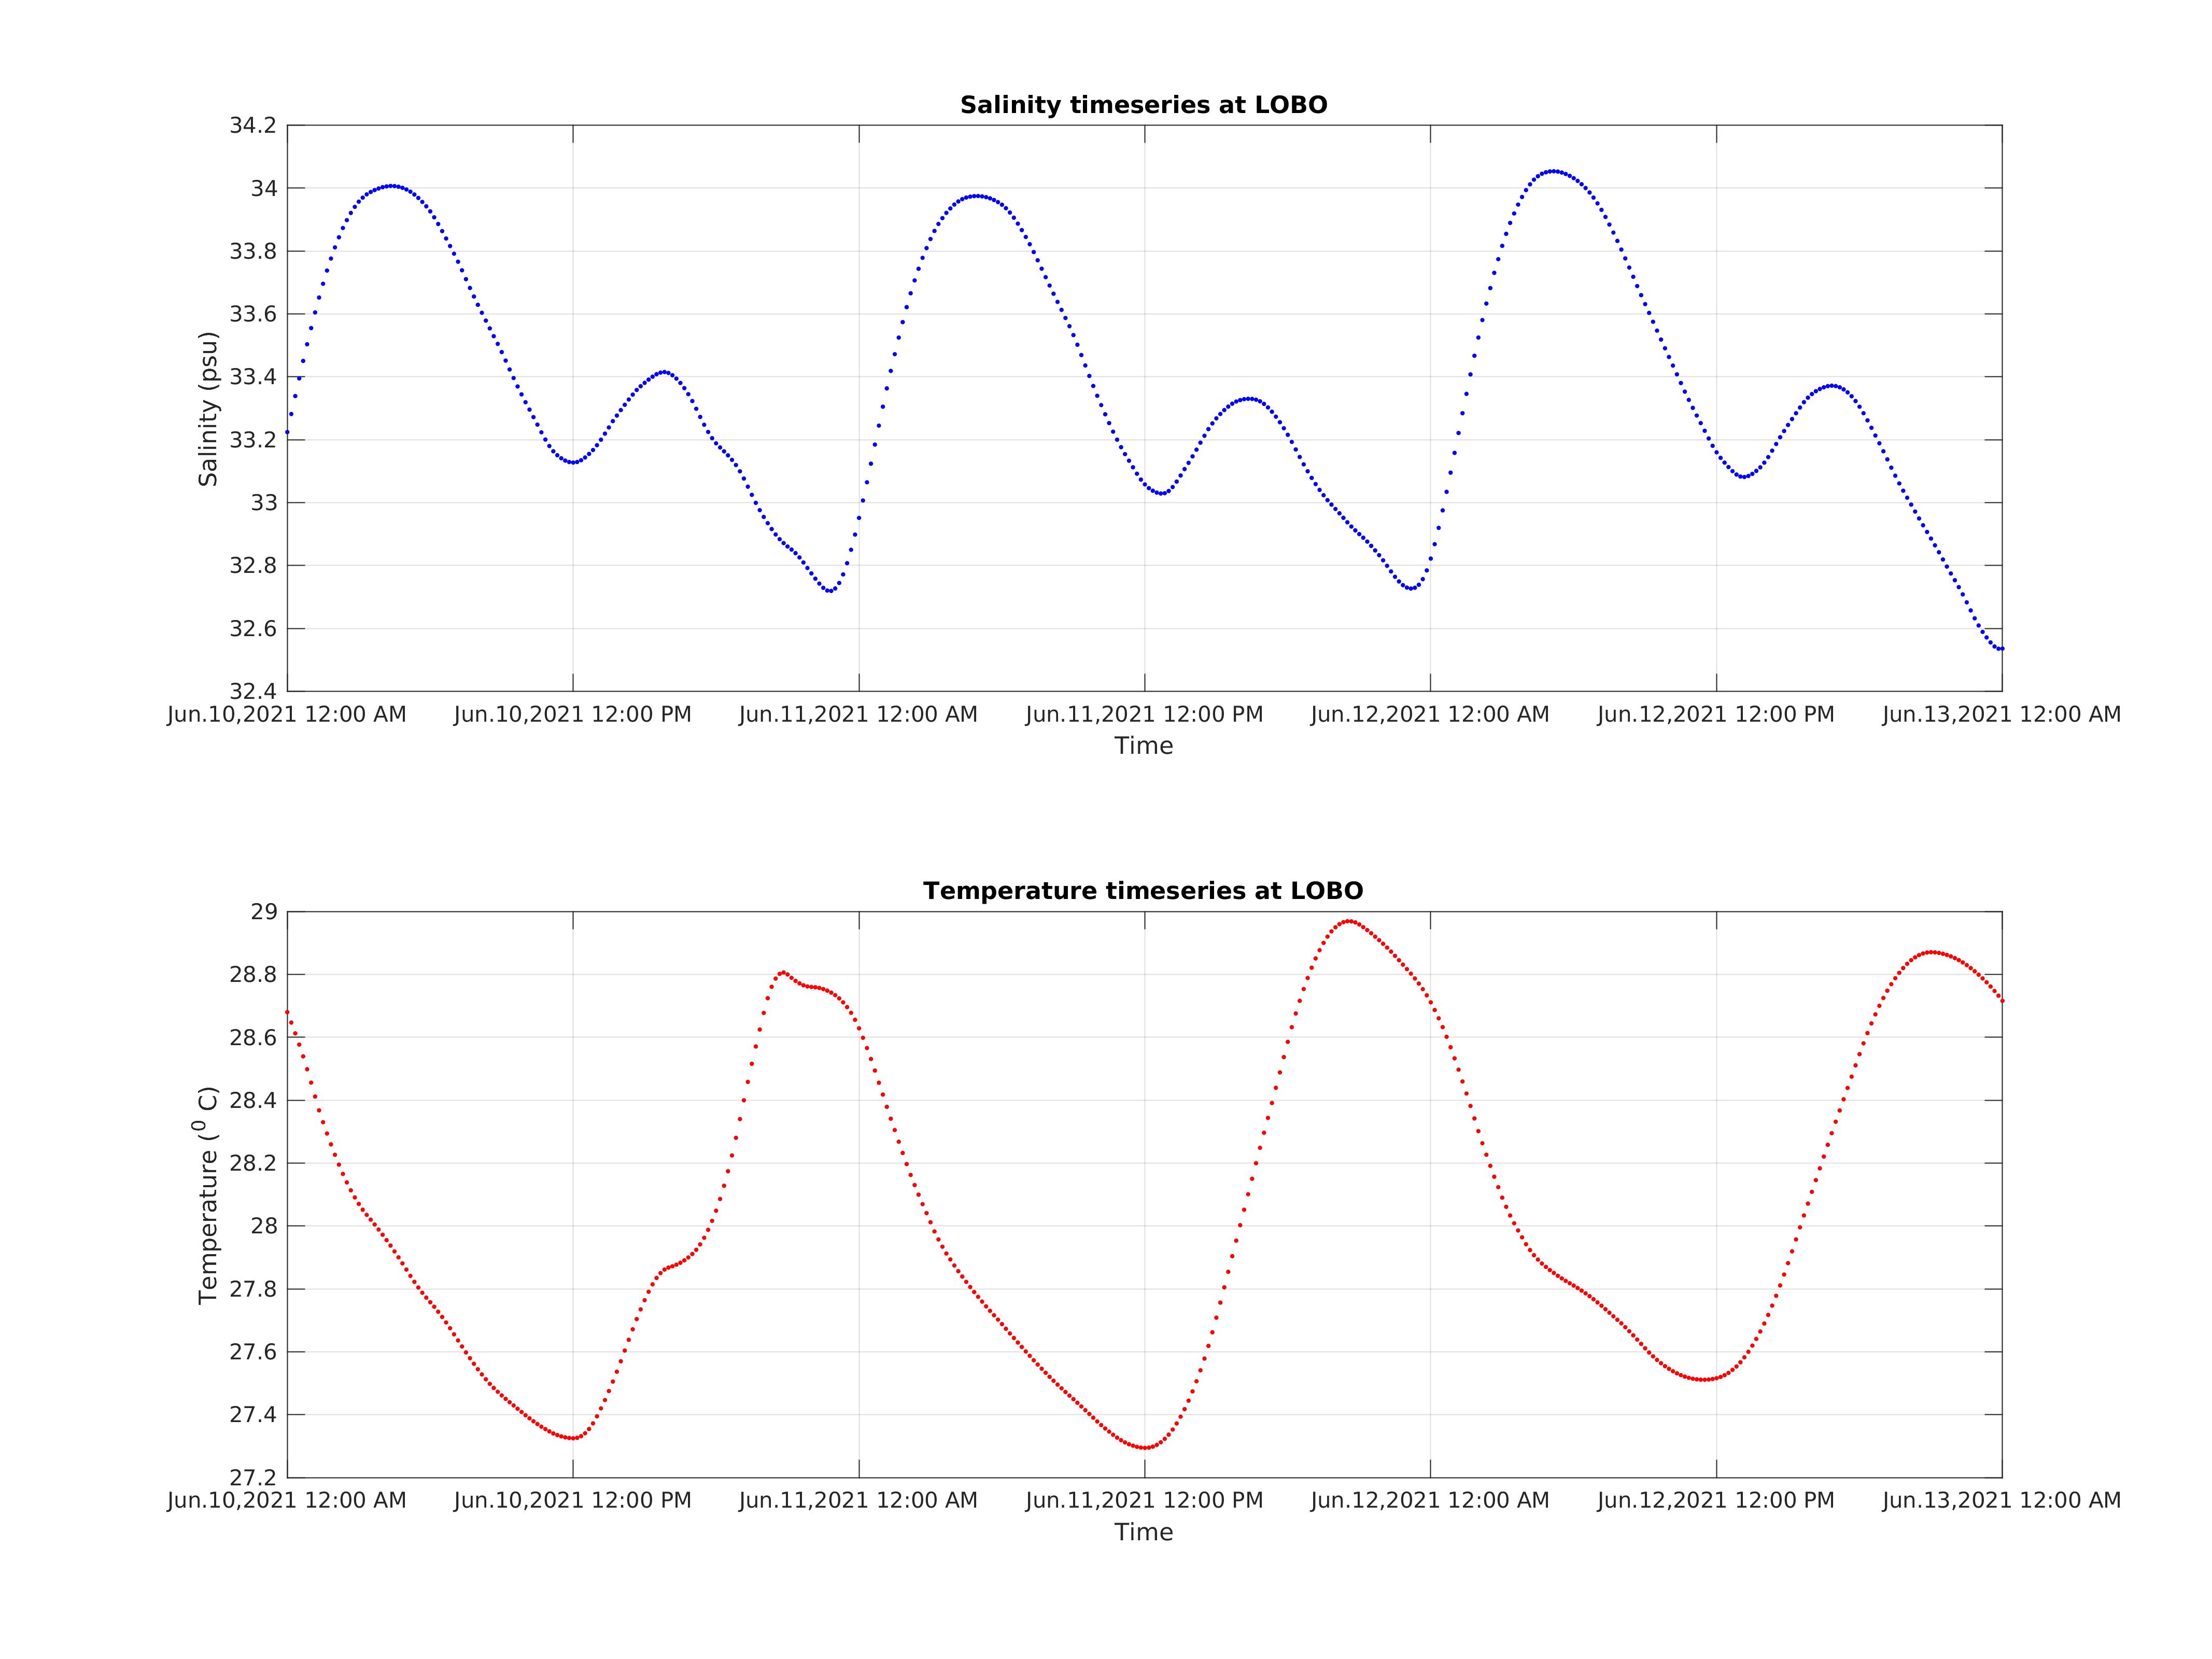 Salinity timeseries at LOBO
34.2
34
33.8
33.6
33.4
33.2
33
32.8
32.6
32.4
Salinity (psu)
Jun.10,2021 12:00 AM Jun.10,2021 12:00 PM Jun.11,2021 12:00 AM Jun.11,2021 12:00 PM Jun.12,2021 12:00 AM Jun.12,2021 12:00 PM Jun.13,2021 12:00 AM
Time
Temperature timeseries at LOBO
29
28.8
28.6
28.4
28.2
28
27.8
27.6
27.4
27.2
Temperature (⁰ C)
Jun.10,2021 12:00 AM Jun.10,2021 12:00 PM Jun.11,2021 12:00 AM Jun.11,2021 12:00 PM Jun.12,2021 12:00 AM Jun.12,2021 12:00 PM Jun.13,2021 12:00 AM
Time